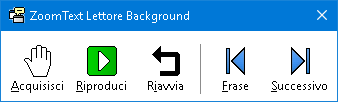 ZoomText Lettore Background
Acquisisci Riproduci Riavvia Frase Successivo